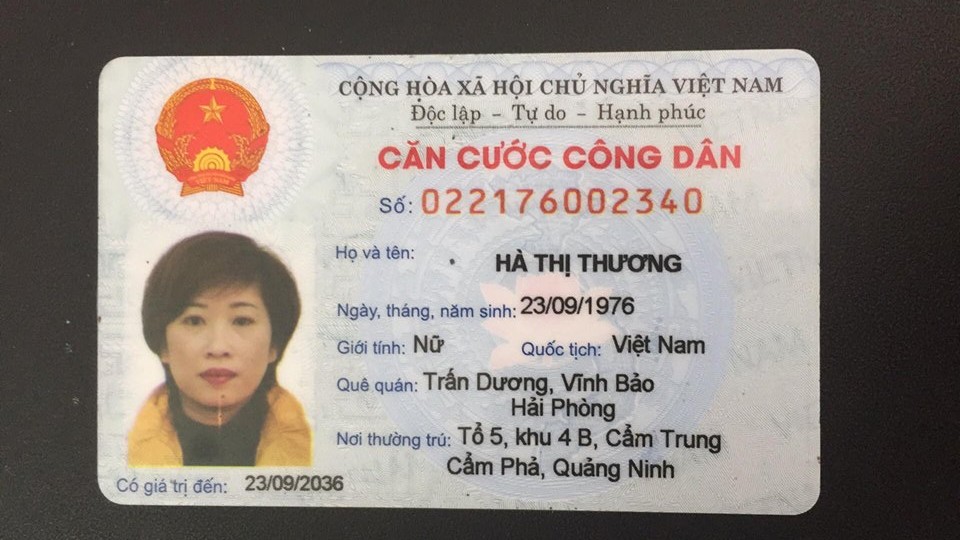 CỘNG HÒA XÃ HỘI CHỦ NGHĨA VIỆT NAM
Độc lập - Tự do - Hạnh phúc
CĂN CƯỚC CÔNG DÂN
Số: 022176002340
Họ và tên: HÀ THỊ THƯƠNG
Ngày, tháng, năm sinh: 23/09/1976
Giới tính: Nữ Quốc tịch: Việt Nam
Quê quán: Trấn Dương, Vĩnh Bảo
Hải Phòng
Nơi thường trú: Tổ 5, khu 4 B, Cẩm Trung
Cẩm Phả, Quảng Ninh
Có giá trị đến: 23/09/2036